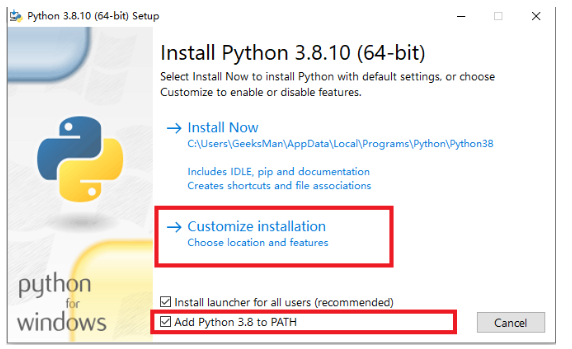 Python 3.8.10 (64-bit) Setup
Install Python 3.8.10 (64-bit)
Select Install Now to install Python with default settings, or choose
Customize to enable or disable features.
Install Now
C:\Users\GeeksMan\AppData\Local\Programs\Python\Python38
Includes IDLE, pip and documentation
Creates shortcuts and file associations
Customize installation
Choose location and features
python
for
windows
Install launcher for all users (recommended)
Add Python 3.8 to PATH
Cancel